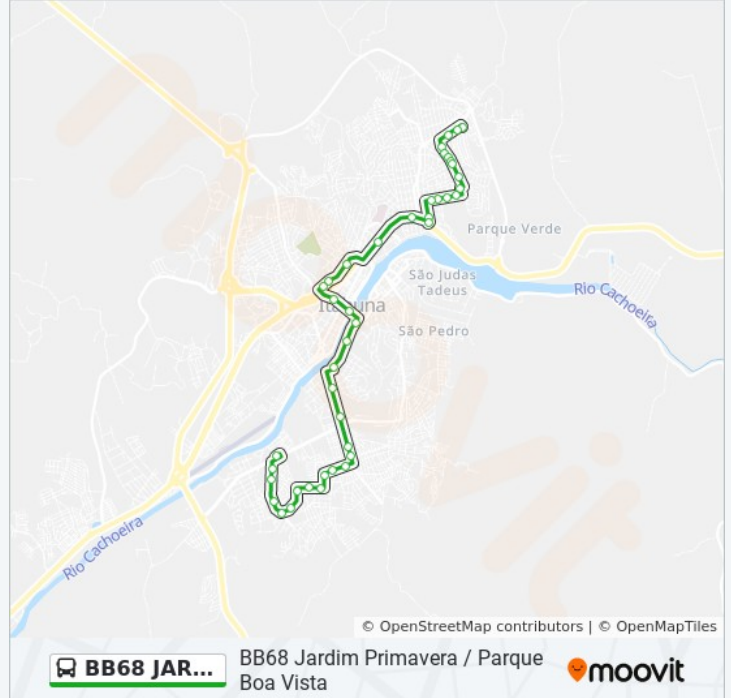 Parque Verde
São Judas
Tadeus
Rio Cachoeira
Itabuna
São Pedro
Rio Cachoeira
© OpenStreetMap contributors | © OpenMapTiles
BB68 JAR...
BB68 Jardim Primavera / Parque
Boa Vista
moovit